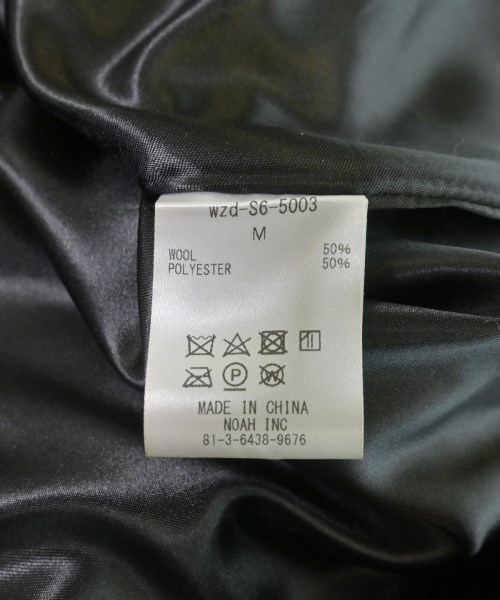 wzd-S6-5003
M
WOOL 50%
POLYESTER 50%
P
W
MADE IN CHINA
NOAH INC
81-3-6438-9676